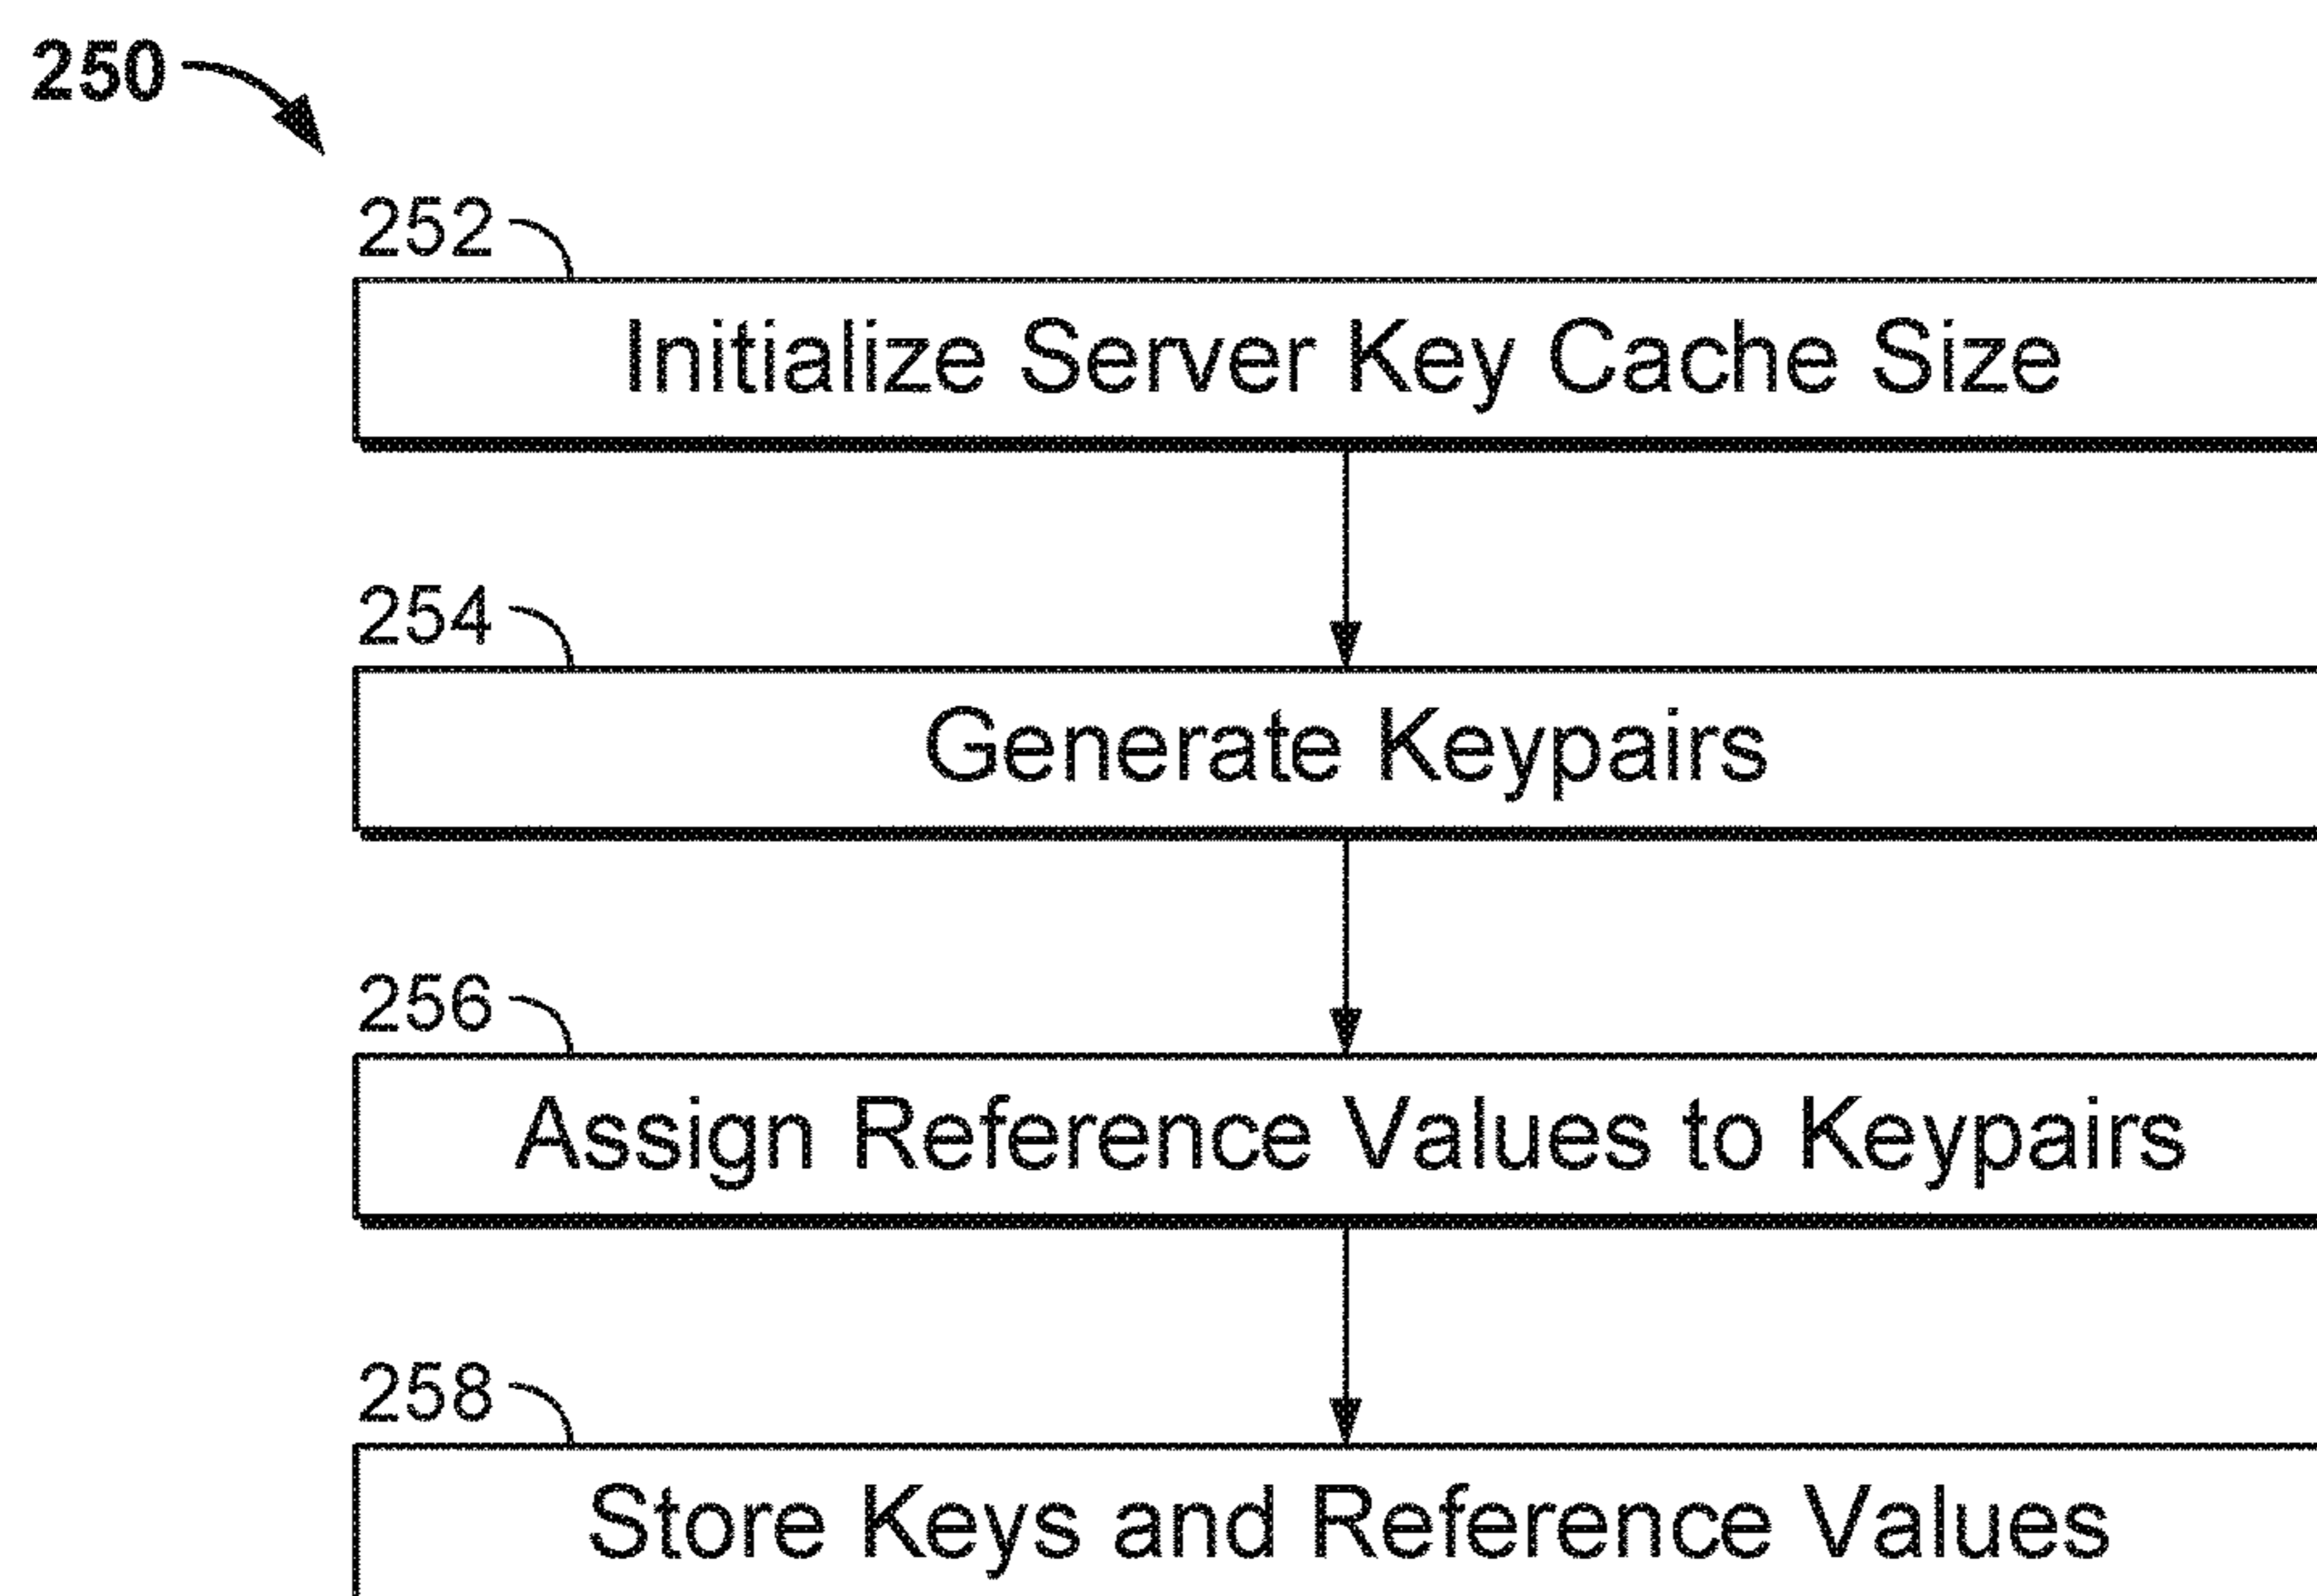 250
252
Initialize Server Key Cache Size
254
Generate Keypairs
256
Assign Reference Values to Keypairs
258
Store Keys and Reference Values